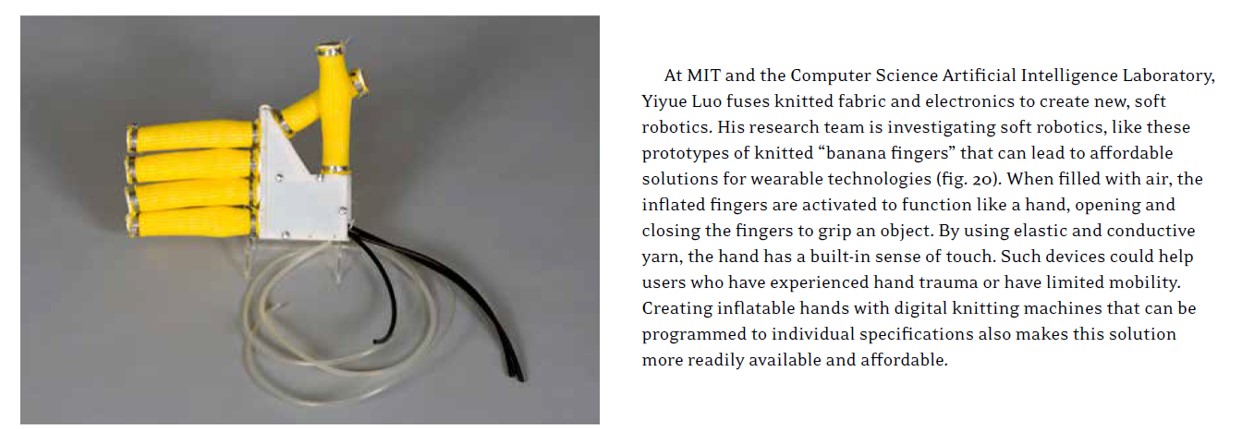 At MIT and the Computer Science Artificial Intelligence Laboratory,
Yiyue Luo fuses knitted fabric and electronics to create new, soft
robotics. His research team is investigating soft robotics, like these
prototypes of knitted “banana fingers” that can lead to affordable
solutions for wearable technologies (fig. 20). When filled with air, the
inflated fingers are activated to function like a hand, opening and
closing the fingers to grip an object. By using elastic and conductive
yarn, the hand has a built-in sense of touch. Such devices could help
users who have experienced hand trauma or have limited mobility.
Creating inflatable hands with digital knitting machines that can be
programmed to individual specifications also makes this solution
more readily available and affordable.